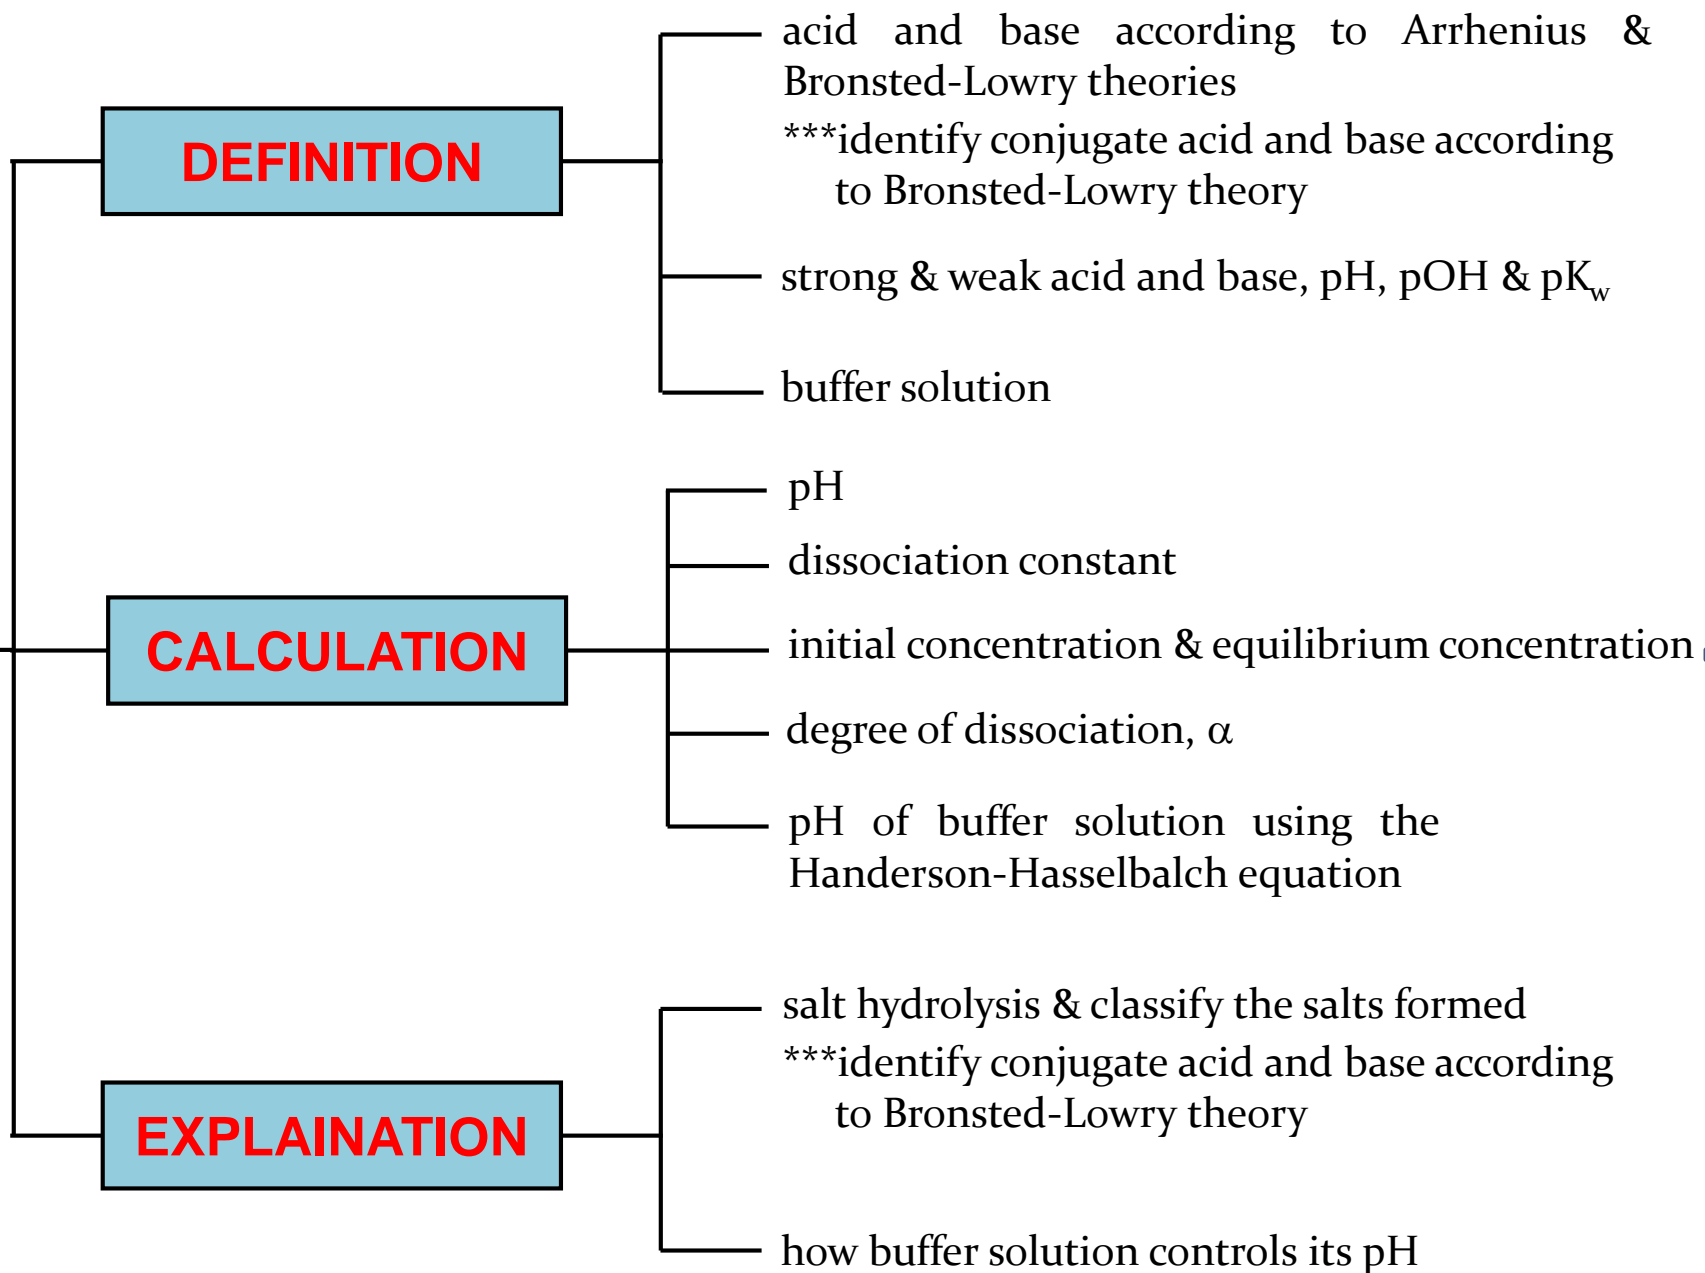 acid and base according to Arrhenius &
Bronsted-Lowry theories
***identify conjugate acid and base according
to Bronsted-Lowry theory
DEFINITION
strong & weak acid and base, pH, pOH & pKw
buffer solution
pH
dissociation constant
initial concentration & equilibrium concentration
CALCULATION
degree of dissociation, α
pH of buffer solution using the
Handerson-Hasselbalch equation
salt hydrolysis & classify the salts formed
***identify conjugate acid and base according
to Bronsted-Lowry theory
EXPLAINATION
how buffer solution controls its pH